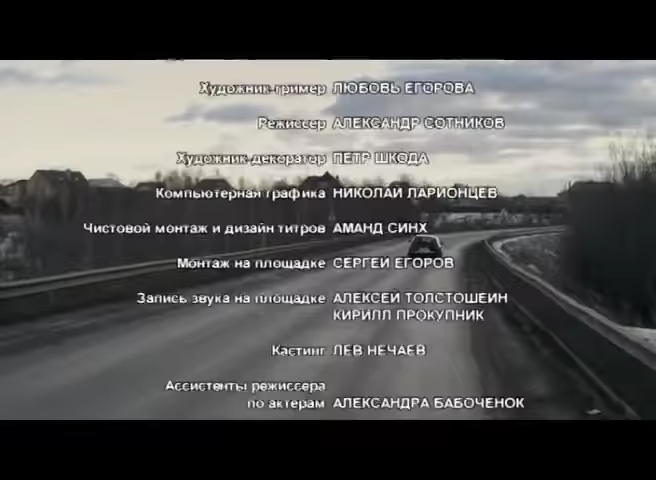 Художник-гример ЛЮБОВЬ ЕГОРОВА
Режиссер АЛЕКСАНДР СОТНИКОВ
Художник-декоратор ПЕТР ШКОДА
Компьютерная графика НИКОЛАЙ ЛАРИОНЦЕВ
Чистовой монтаж и дизайн титров АМАНД СИНХ
Монтаж на площадке СЕРГЕЙ ЕГОРОВ
Запись звука на площадке АЛЕКСЕЙ ТОЛСТОШЕИН
КИРИЛЛ ПРОКУПНИК
Кастинг ЛЕВ НЕЧАЕВ
Ассистенты режиссера
по актерам АЛЕКСАНДРА БАБОЧЕНОК